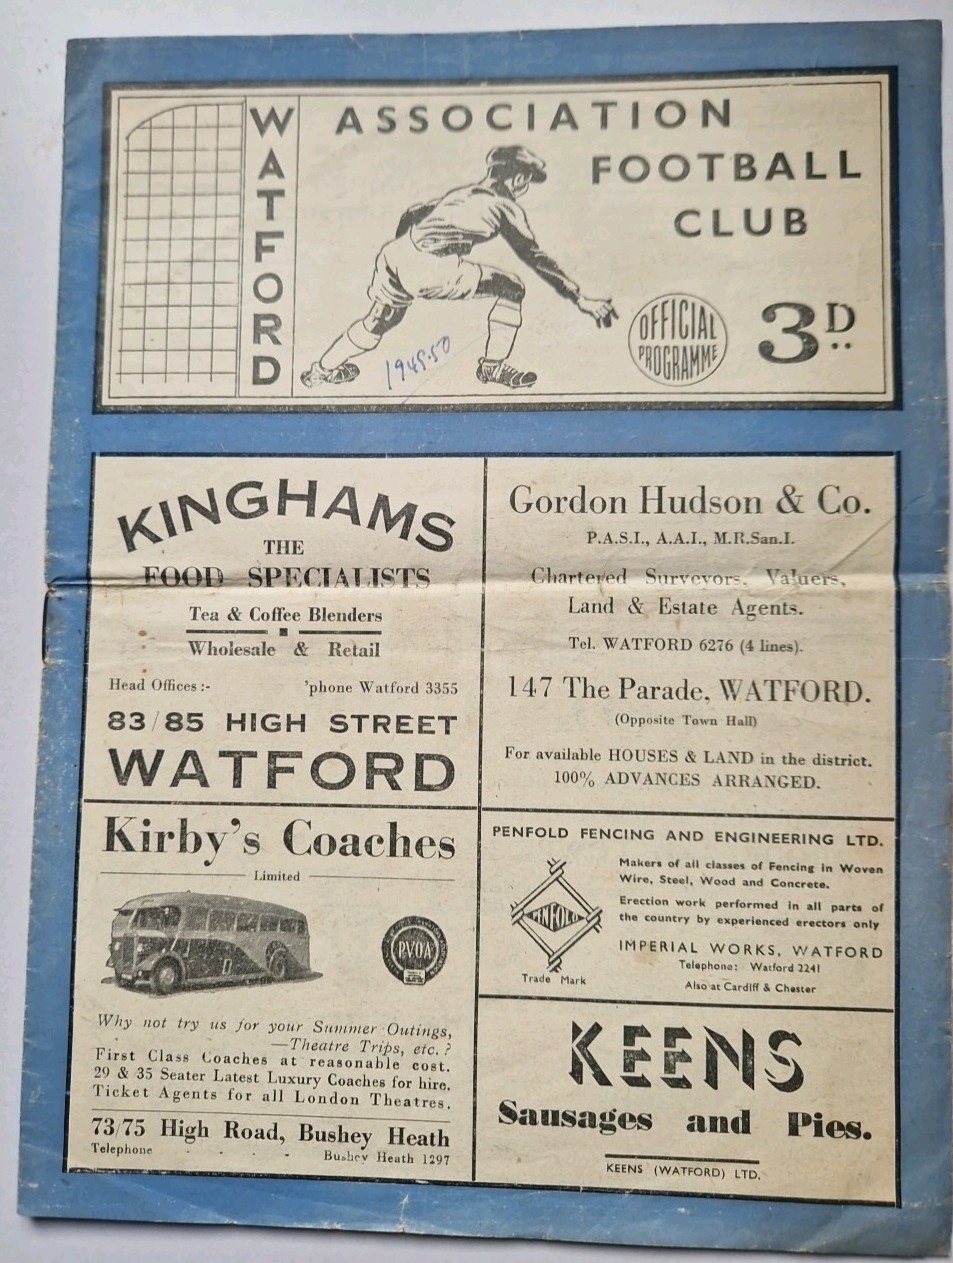 WATFORD
ASSOCIATION
FOOTBALL
CLUB
OFFICIAL
PROGRAMME
3D..
1949.50
KINGHAMS
THE
FOOD SPECIALISTS
Tea & Coffee Blenders
Wholesale & Retail
Head Offices :- 'phone Watford 3355
83/85 HIGH STREET
WATFORD
Gordon Hudson & Co.
P.A.S.I., A.A.I., M.R.San.I.
Chartered Surveyors, Valuers,
Land & Estate Agents.
Tel. WATFORD 6276 (4 lines).
147 The Parade, WATFORD.
(Opposite Town Hall)
For available HOUSES & LAND in the district.
100% ADVANCES ARRANGED.
Kirby's Coaches
Limited
P.V.O.A
Why not try us for your Summer Outings,
—Theatre Trips, etc. ?
First Class Coaches at reasonable cost.
29 & 35 Seater Latest Luxury Coaches for hire.
Ticket Agents for all London Theatres.
73/75 High Road, Bushey Heath
Telephone - - - Bushey Heath 1297
PENFOLD FENCING AND ENGINEERING LTD.
PENFOLD
Trade Mark
Makers of all classes of Fencing in Woven
Wire, Steel, Wood and Concrete.
Erection work performed in all parts of
the country by experienced erectors only
IMPERIAL WORKS, WATFORD
Telephone: Watford 2241
Also at Cardiff & Chester
KEENS
Sausages and Pies.
KEENS (WATFORD) LTD.